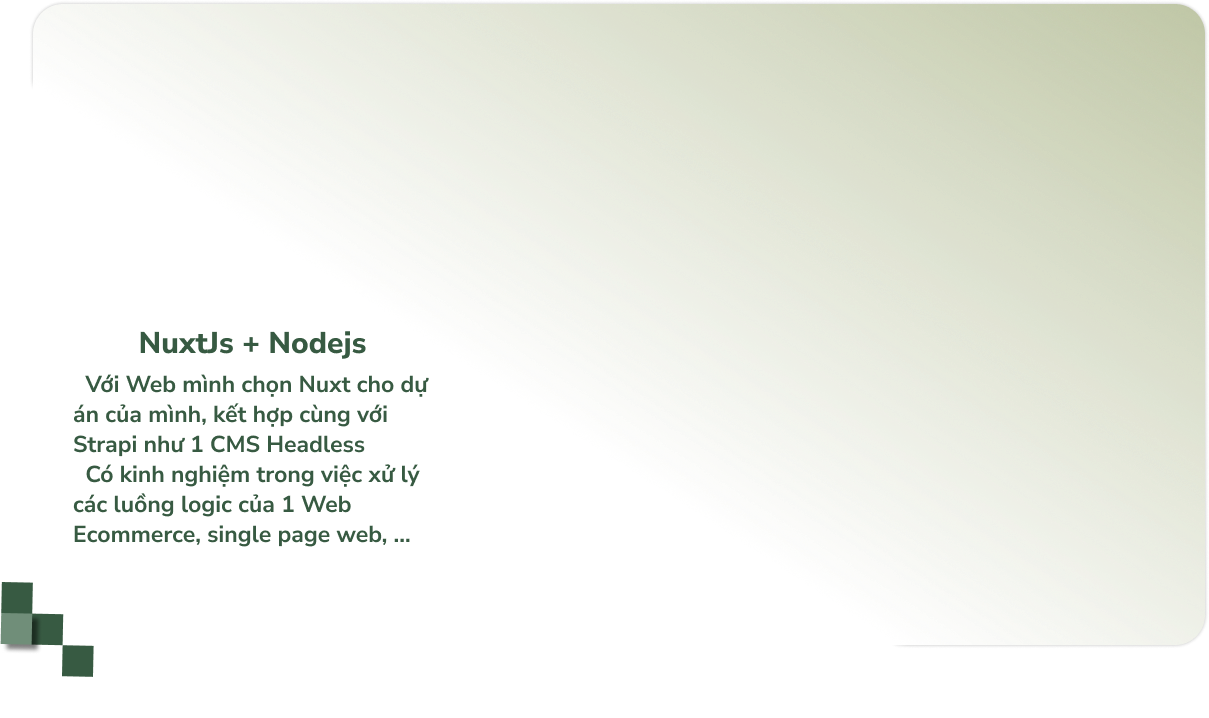 NuxtJs + Nodejs
Với Web mình chọn Nuxt cho dự
án của mình, kết hợp cùng với
Strapi như 1 CMS Headless
Có kinh nghiệm trong việc xử lý
các luồng logic của 1 Web
Ecommerce, single page web, ...